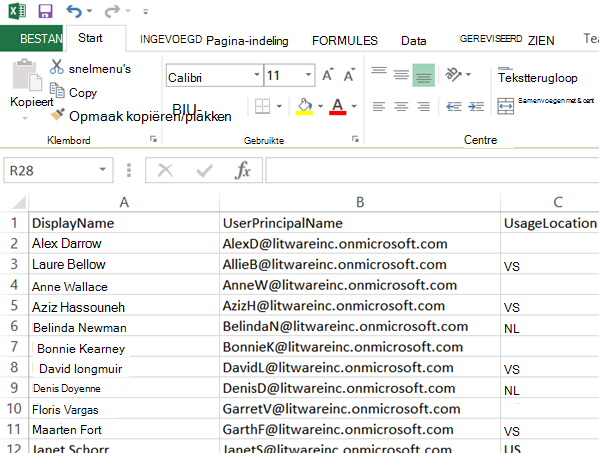 BESTAN Start INGEVOEGD Pagina-indeling FORMULES Data GEREVISEERD ZIEN Tea
snelmenu's Calibri 11 A A Tekstterugloop
Kopieert Copy
Opmaak kopiëren/plakken BIU A Samenvoegen met & cent
Klembord Gebruikte Centre
R28 fx
A B C
1 DisplayName UserPrincipalName UsageLocation
2 Alex Darrow AlexD@litwareinc.onmicrosoft.com
3 Laure Bellow AllieB@litwareinc.onmicrosoft.com VS
4 Anne Wallace AnneW@litwareinc.onmicrosoft.com
5 Aziz Hassouneh AzizH@litwareinc.onmicrosoft.com VS
6 Belinda Newman BelindaN@litwareinc.onmicrosoft.com NL
7 Bonnie Kearney BonnieK@litwareinc.onmicrosoft.com
8 David longmuir DavidL@litwareinc.onmicrosoft.com VS
9 Denis Doyenne DenisD@litwareinc.onmicrosoft.com NL
10 Floris Vargas GarretV@litwareinc.onmicrosoft.com
11 Maarten Fort GarthF@litwareinc.onmicrosoft.com VS
12 Janet Schorr JanetS@litwareinc.onmicrosoft.com US